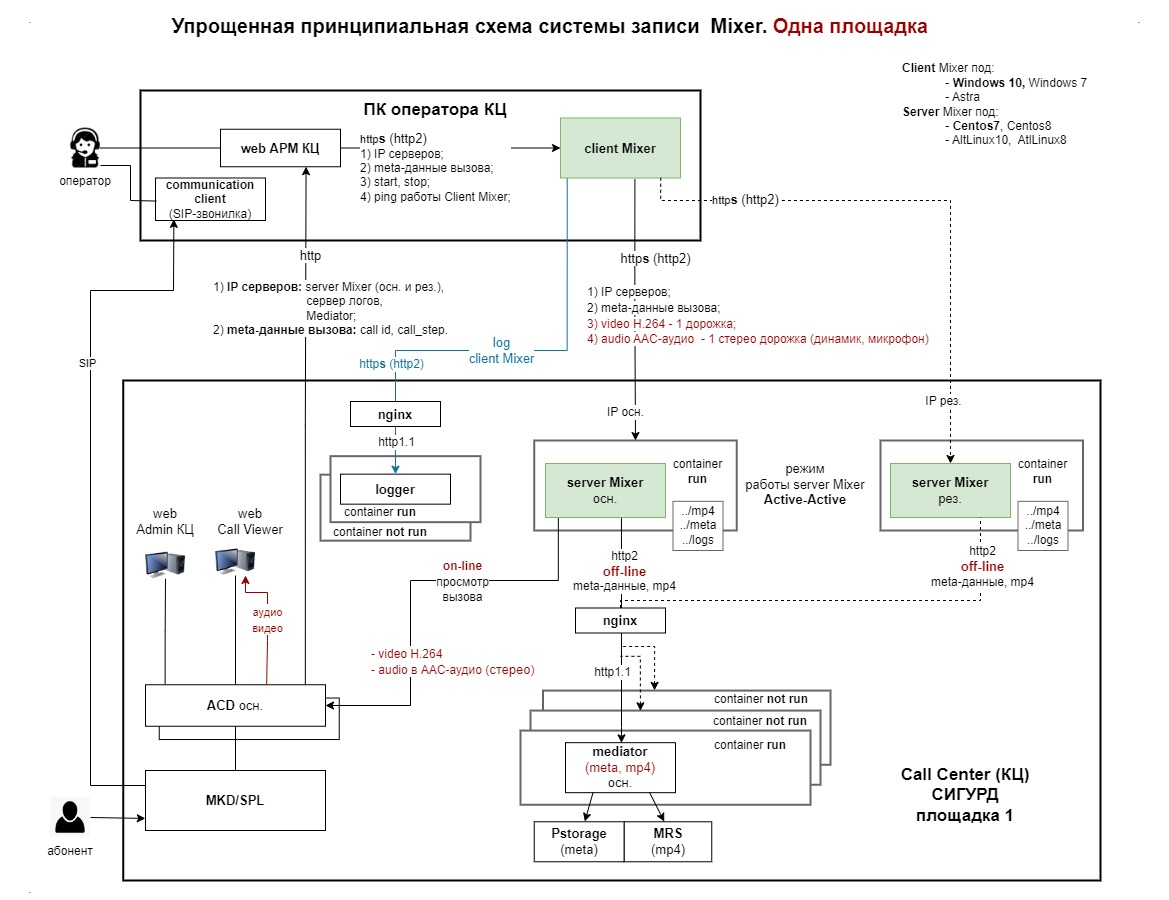 Упрощенная принципиальная схема системы записи Mixer. Одна площадка
Client Mixer под:
- Windows 10, Windows 7
- Astra
Server Mixer под:
- Centos7, Centos8
- AltLinux10, AtlLinux8
ПК оператора КЦ
оператор
web АРМ КЦ
communication
client
(SIP-звонилка)
https (http2)
1) IP серверов;
2) meta-данные вызова;
3) start, stop;
4) ping работы Client Mixer;
client Mixer
https (http2)
http
1) IP серверов: server Mixer (осн. и рез.),
сервер логов,
Mediator;
2) meta-данные вызова: call id, call_step.
https (http2)
1) IP серверов;
2) meta-данные вызова;
3) video H.264 - 1 дорожка;
4) audio AAC-аудио - 1 стерео дорожка (динамик, микрофон)
log
client Mixer
https (http2)
SIP
nginx
http1.1
logger
container run
container not run
IP осн.
IP рез.
server Mixer
осн.
container
run
../mp4
../meta
../logs
режим
работы server Mixer
Active-Active
server Mixer
рез.
container
run
../mp4
../meta
../logs
web
Admin КЦ
web
Call Viewer
аудио
видео
on-line
просмотр
вызова
http2
off-line
meta-данные, mp4
http2
off-line
meta-данные, mp4
nginx
- video H.264
- audio в AAC-аудио (стерео)
http1.1
ACD осн.
container not run
container not run
container run
mediator
(meta, mp4)
осн.
MKD/SPL
абонент
Pstorage
(meta)
MRS
(mp4)
Call Center (КЦ)
СИГУРД
площадка 1